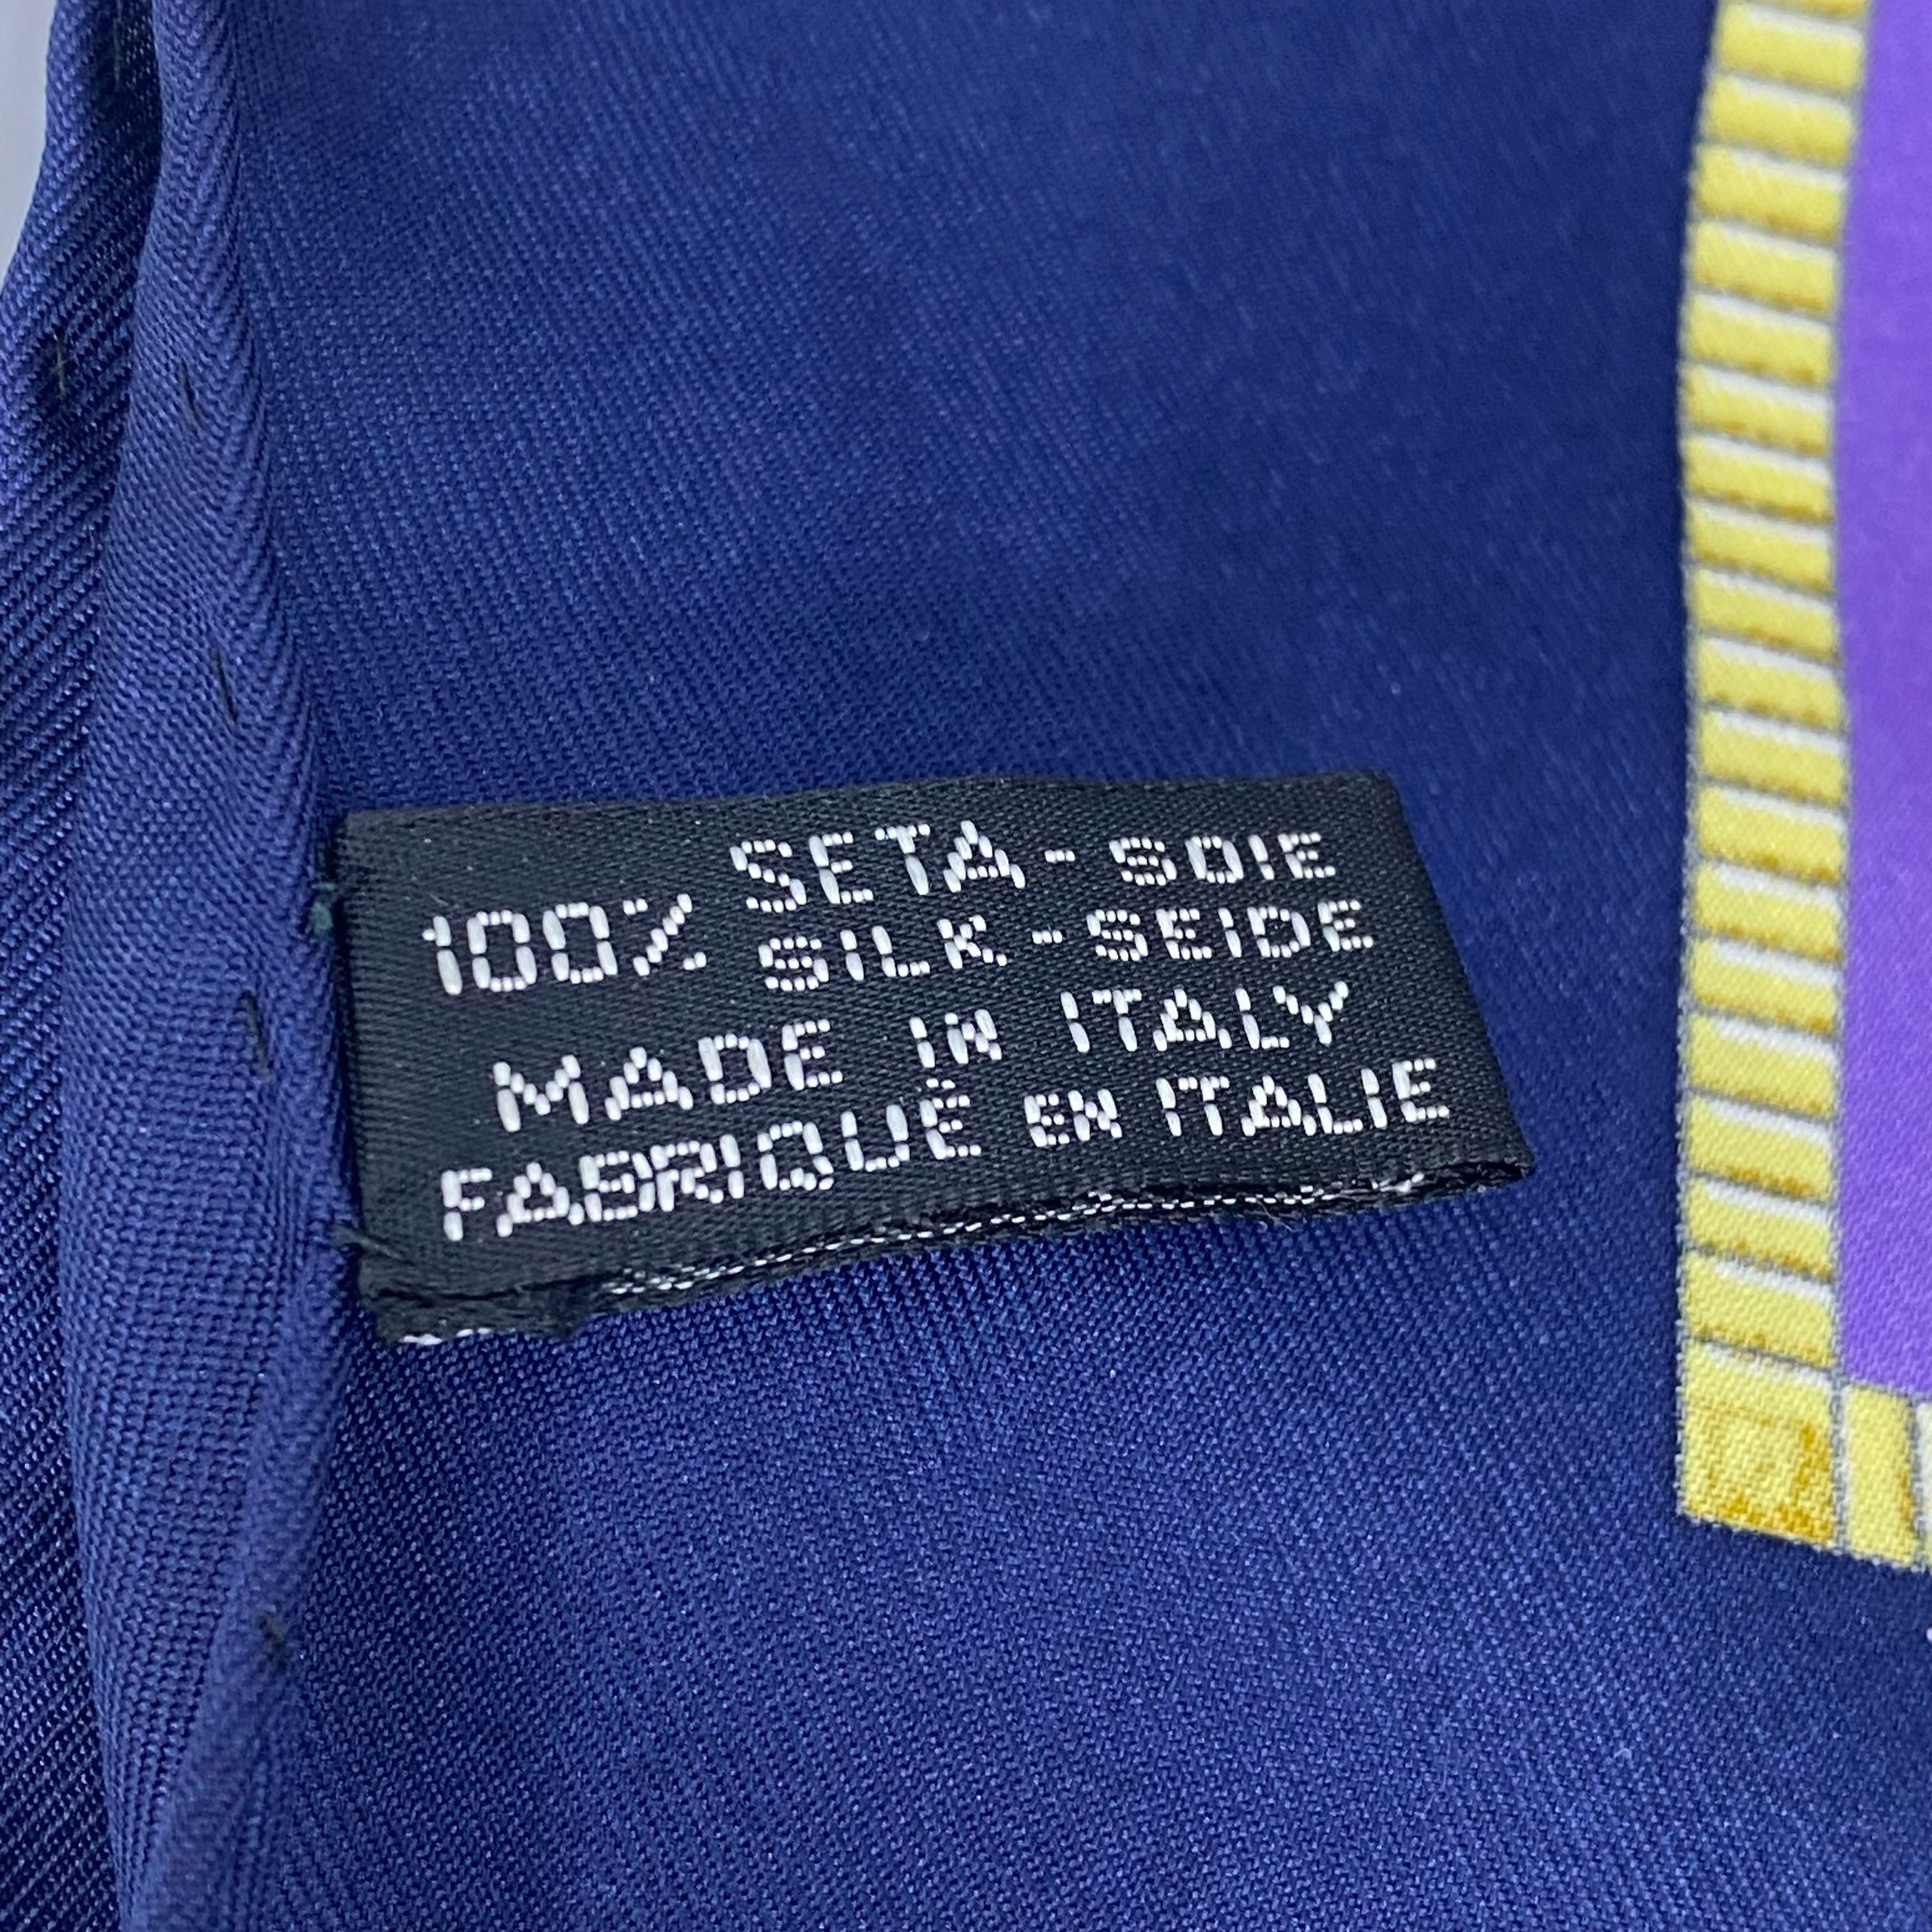 100% SETA - SOIE
SILK - SEIDE
MADE IN ITALY
FABRIQUÉ EN ITALIE